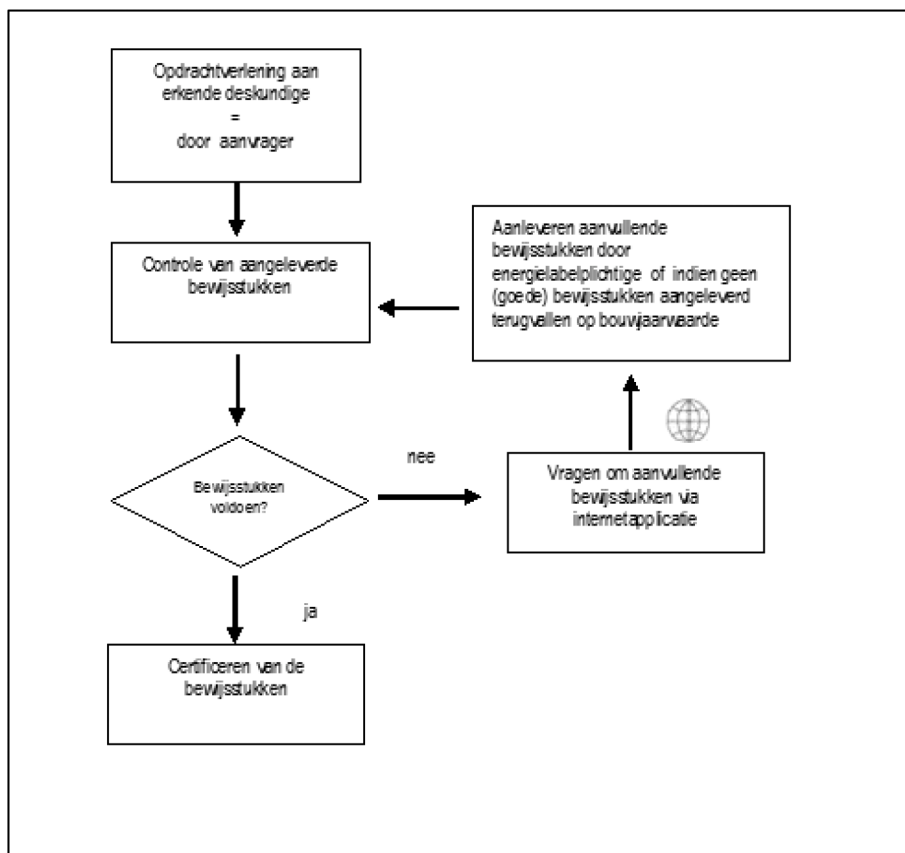 Opdrachtverlening aan
erkende deskundige
=
door aanvrager
Controle van aangeleverde
bewijsstukken
Aanleveren aanvullende
bewijsstukken door
energielabelplichtige of indien geen
(goede) bewijsstukken aangeleverd
terugvallen op bouwjaarwaarde
Bewijsstukken
voldoen?
nee
Vragen om aanvullende
bewijsstukken via
internetapplicatie
ja
Certificeren van de
bewijsstukken